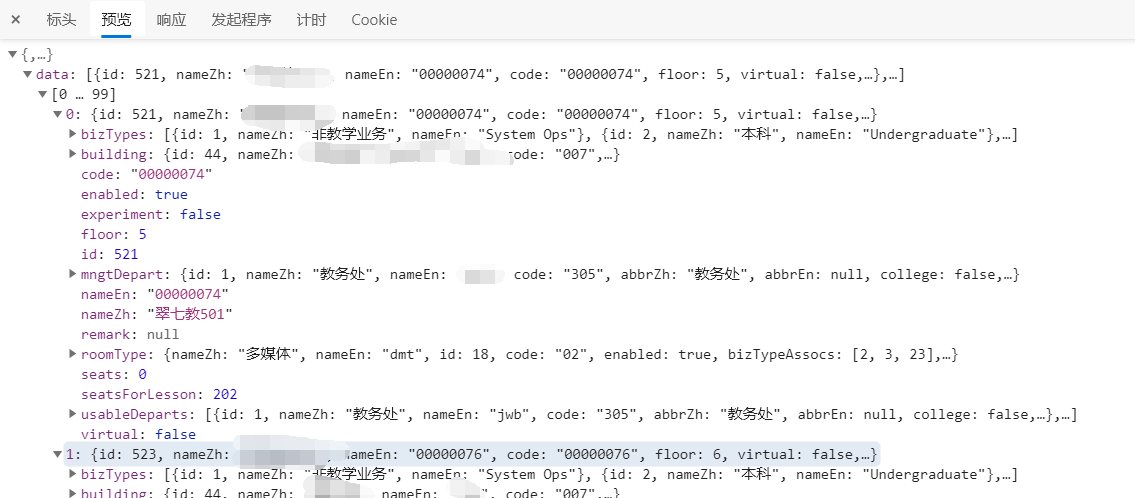 × 标头 预览 响应 发起程序 计时 Cookie
{,…}
data: [{id: 521, nameZh: " nameEn: "00000074", code: "00000074", floor: 5, virtual: false,…},…]
[0 … 99]
0: {id: 521, nameZh: " nameEn: "00000074", code: "00000074", floor: 5, virtual: false,…}
bizTypes: [{id: 1, nameZh: "非教学业务", nameEn: "System Ops"}, {id: 2, nameZh: "本科", nameEn: "Undergraduate"},…]
building: {id: 44, nameZh: code: "007",…}
code: "00000074"
enabled: true
experiment: false
floor: 5
id: 521
mngtDepart: {id: 1, nameZh: "教务处", nameEn: code: "305", abbrZh: "教务处", abbrEn: null, college: false,…}
nameEn: "00000074"
nameZh: "翠七教501"
remark: null
roomType: {nameZh: "多媒体", nameEn: "dmt", id: 18, code: "02", enabled: true, bizTypeAssocs: [2, 3, 23],…}
seats: 0
seatsForLesson: 202
usableDeparts: [{id: 1, nameZh: "教务处", nameEn: "jwb", code: "305", abbrZh: "教务处", abbrEn: null, college: false,…},…]
virtual: false
1: {id: 523, nameZh: nameEn: "00000076", code: "00000076", floor: 6, virtual: false,…}
bizTypes: [{id: 1, nameZh: "非教学业务", nameEn: "System Ops"}, {id: 2, nameZh: "本科", nameEn: "Undergraduate"},…]
building: {id: 44, nameZh: nameEn: code: "007",…}